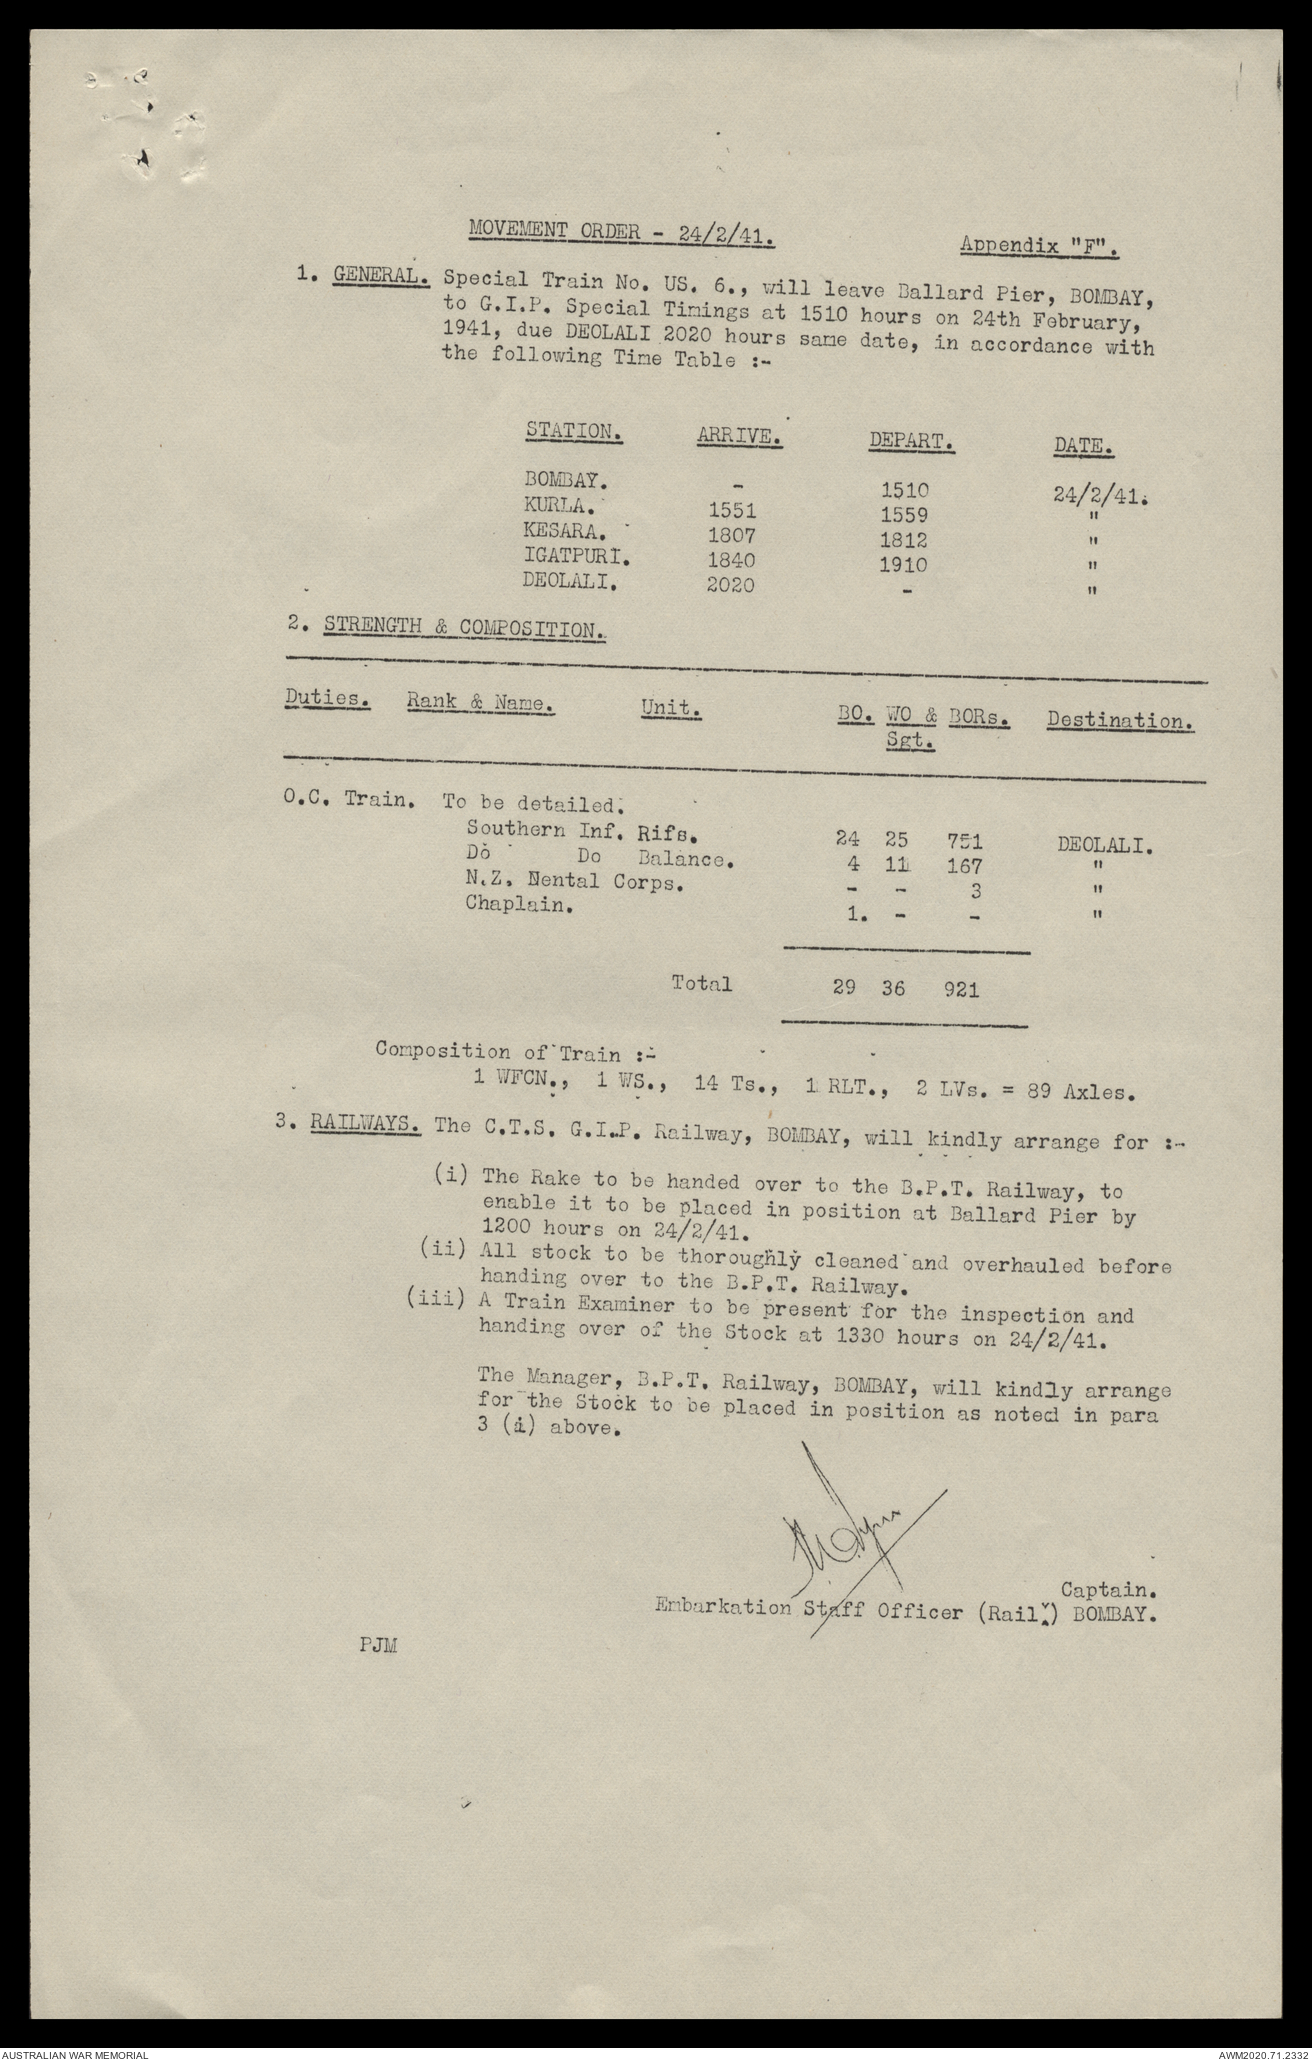 MOVEMENT ORDER - 24/2/41.
Appendix "F".
1. GENERAL. Special Train No. US. 6., will leave Ballard Pier, BOMBAY,
to G.I.P. Special Timings at 1510 hours on 24th February,
1941, due DEOLALI 2020 hours same date, in accordance with
the following Time Table :-
STATION. ARRIVE. DEPART. DATE.
BOMBAY. - 1510 24/2/41.
KURLA. 1551 1559 "
KESARA. 1807 1812 "
IGATPURI. 1840 1910 "
DEOLALI. 2020 - "
2. STRENGTH & COMPOSITION.
Duties. Rank & Name. Unit. BO. WO & BORs. Destination.
Sgt.
O.C. Train. To be detailed.
Southern Inf. Rifs. 24 25 751 DEOLALI.
Do Do Balance. 4 11 167 "
N.Z. Nental Corps. - - 3 "
Chaplain. 1. - - "
Total 29 36 921
Composition of Train :-
1 WFCN., 1 WS., 14 Ts., 1 RLT., 2 LVs. = 89 Axles.
3. RAILWAYS. The C.T.S. G.I.P. Railway, BOMBAY, will kindly arrange for :-
(i) The Rake to be handed over to the B.P.T. Railway, to
enable it to be placed in position at Ballard Pier by
1200 hours on 24/2/41.
(ii) All stock to be thoroughly cleaned and overhauled before
handing over to the B.P.T. Railway.
(iii) A Train Examiner to be present for the inspection and
handing over of the Stock at 1330 hours on 24/2/41.
The Manager, B.P.T. Railway, BOMBAY, will kindly arrange
for the Stock to be placed in position as noted in para
3 (i) above.
Captain.
Embarkation Staff Officer (Rail.) BOMBAY.
PJM
AUSTRALIAN WAR MEMORIAL
AWM2020.71.2332